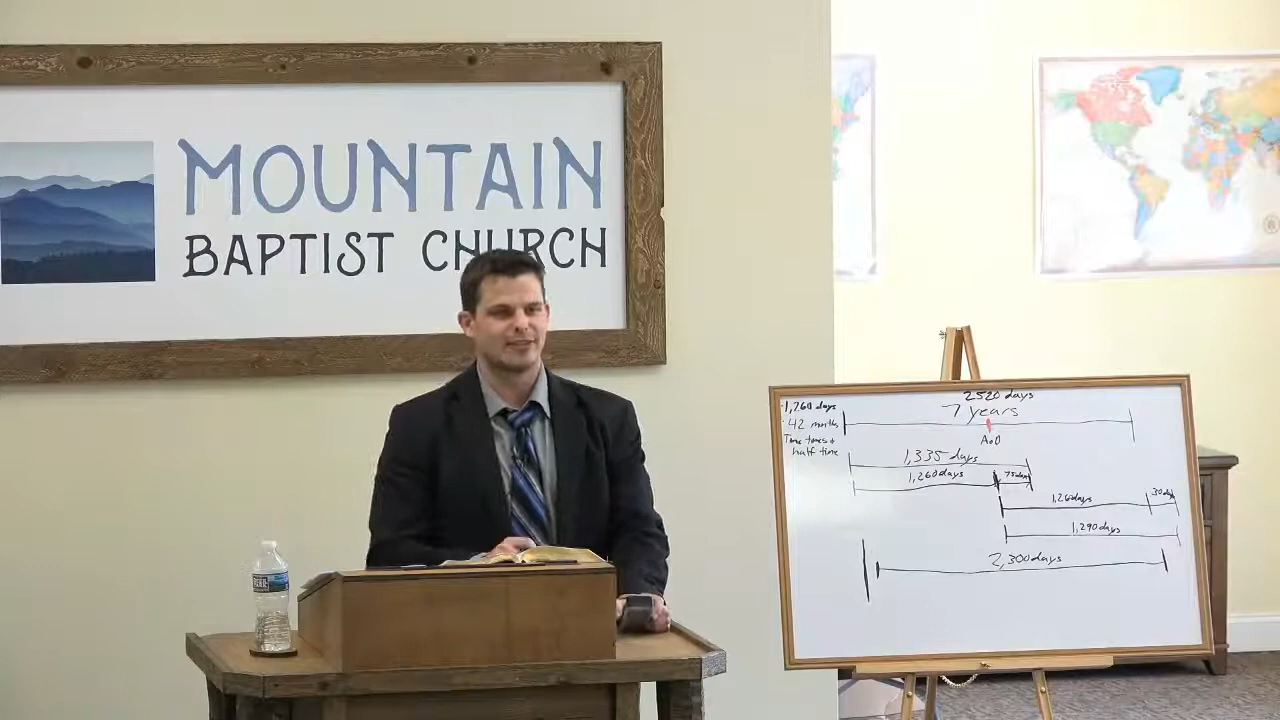 MOUNTAIN
BAPTIST CHURCH
2520 days
7 years
1,260 days
42 months
Time times +
half time
AoD
1,335 days
1,260 days
75 days
1,260 days
30 days
1,290 days
2,300 days